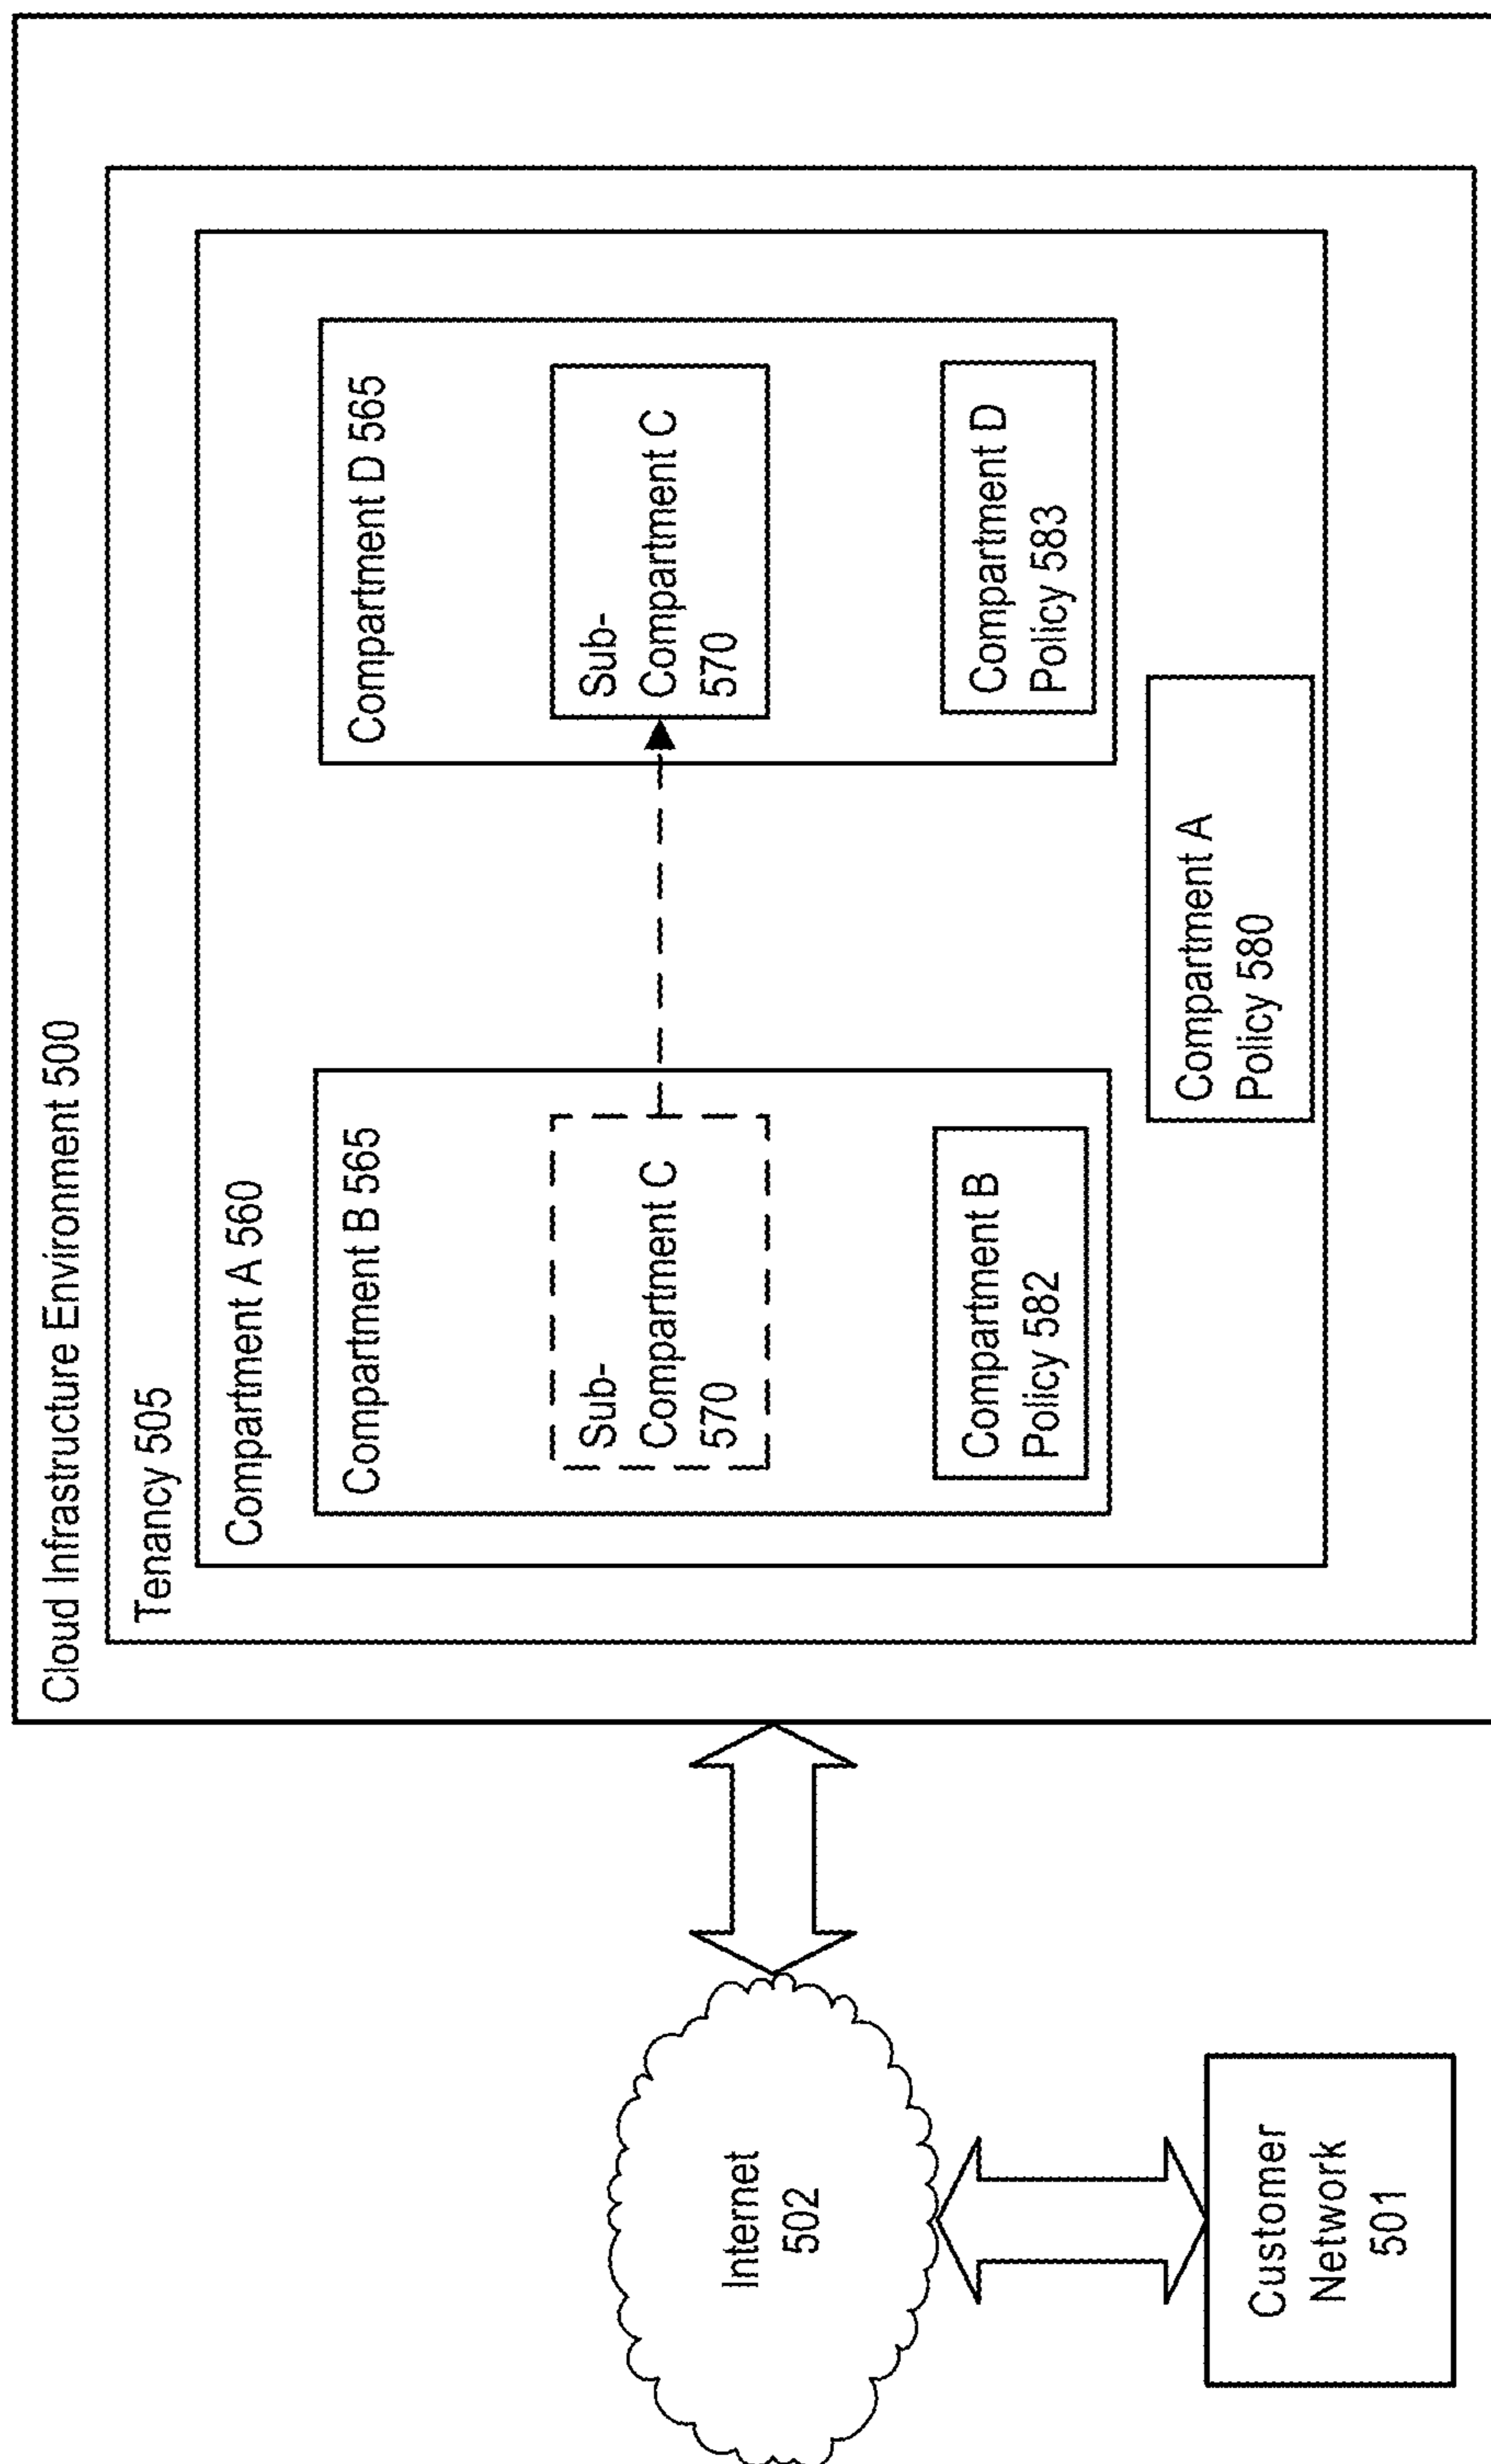 Cloud Infrastructure Environment 500
Tenancy 505
Compartment A 560
Compartment B 565
Sub-
Compartment C
570
Compartment B
Policy 582
Compartment D 565
Sub-
Compartment C
570
Compartment D
Policy 583
Compartment A
Policy 580
Internet
502
Customer
Network
501